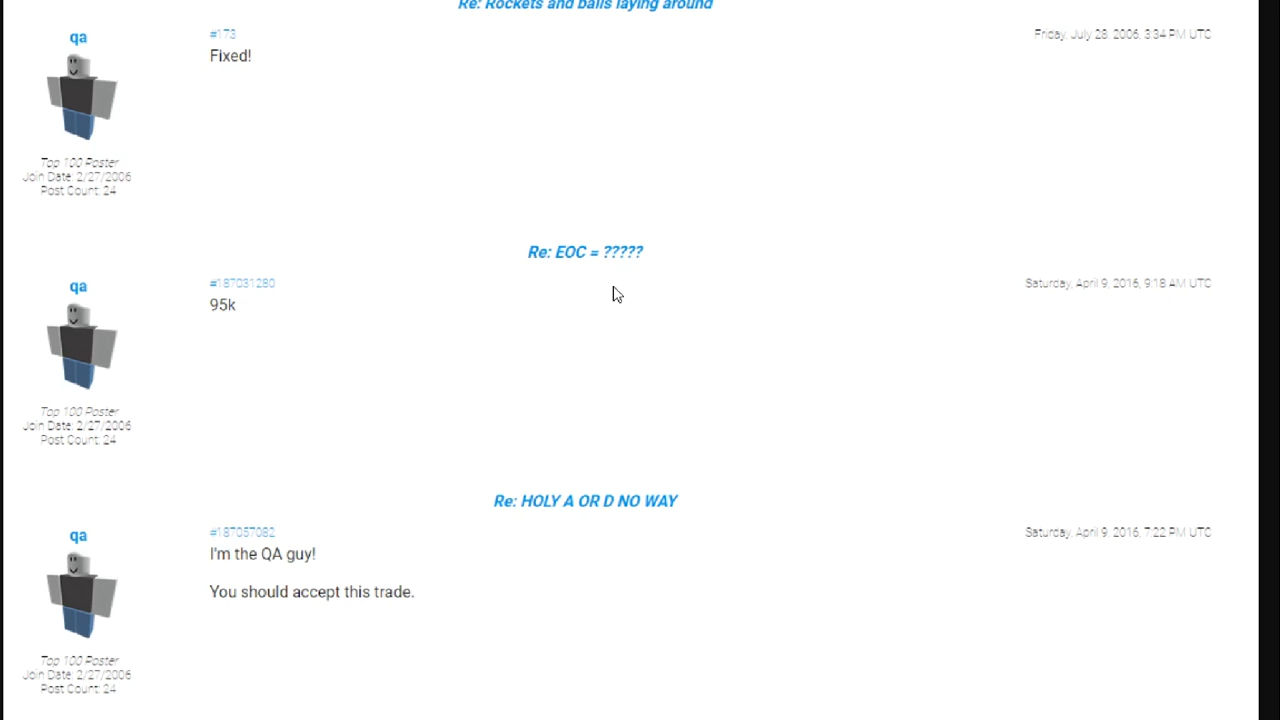 Re: Rockets and balls laying around
qa
#173
Friday, July 28, 2006, 3:34 PM UTC
Fixed!
Top 100 Poster
Join Date: 2/27/2006
Post Count: 24
Re: EOC = ?????
qa
#187031280
Saturday, April 9, 2016, 9:18 AM UTC
95k
Top 100 Poster
Join Date: 2/27/2006
Post Count: 24
Re: HOLY A OR D NO WAY
qa
#187057082
Saturday, April 9, 2016, 7:22 PM UTC
I'm the QA guy!
You should accept this trade.
Top 100 Poster
Join Date: 2/27/2006
Post Count: 24